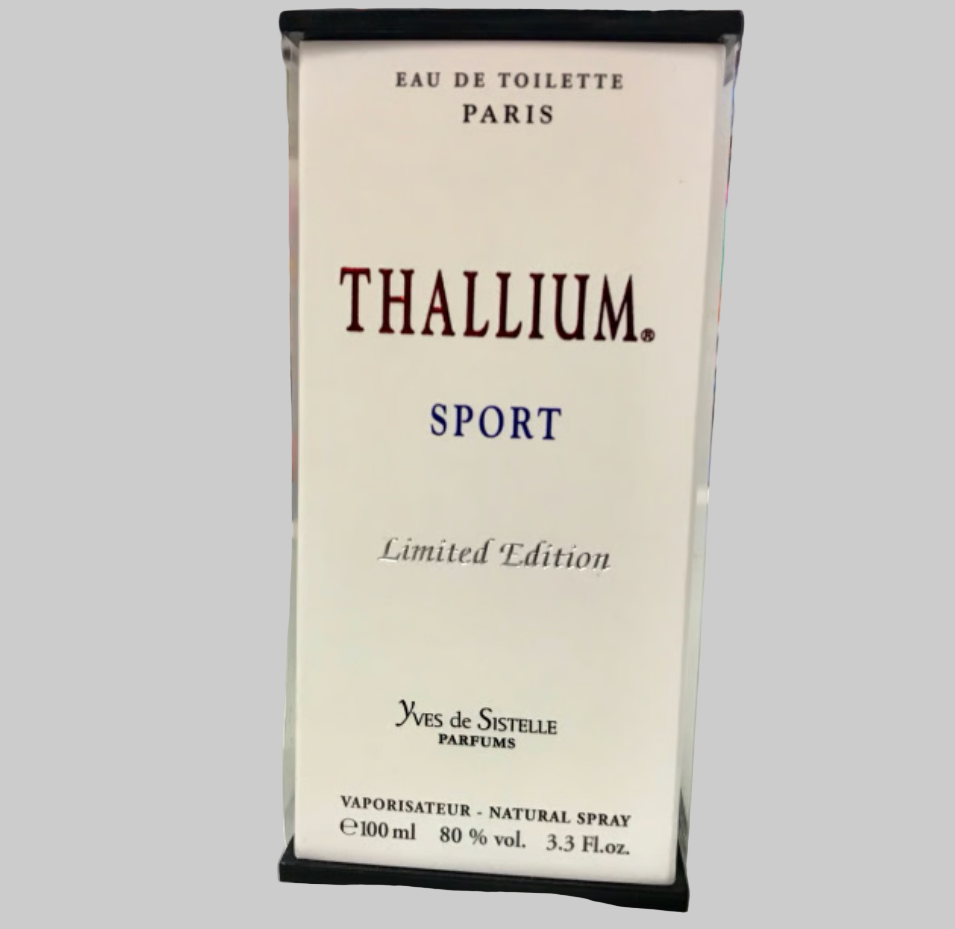 EAU DE TOILETTE
PARIS
THALLIUM®
SPORT
Limited Edition
YVES de SISTELLE
PARFUMS
VAPORISATEUR - NATURAL SPRAY
℮100 ml 80 % vol. 3.3 Fl.oz.